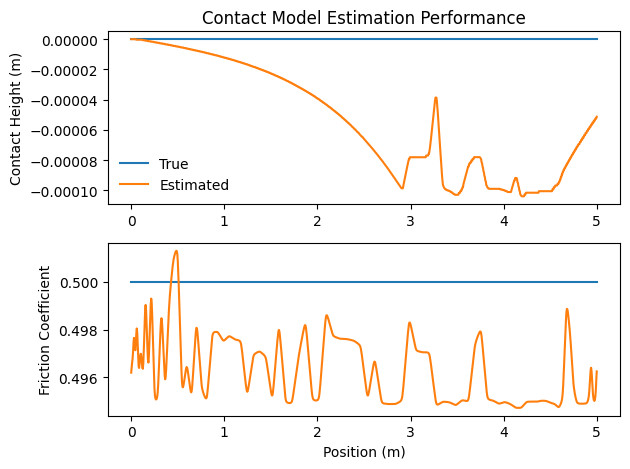 Contact Model Estimation Performance
Contact Height (m)
0.00000
−0.00002
−0.00004
−0.00006
−0.00008
−0.00010
True
Estimated
0 1 2 3 4 5
Friction Coefficient
0.500
0.498
0.496
0 1 2 3 4 5
Position (m)